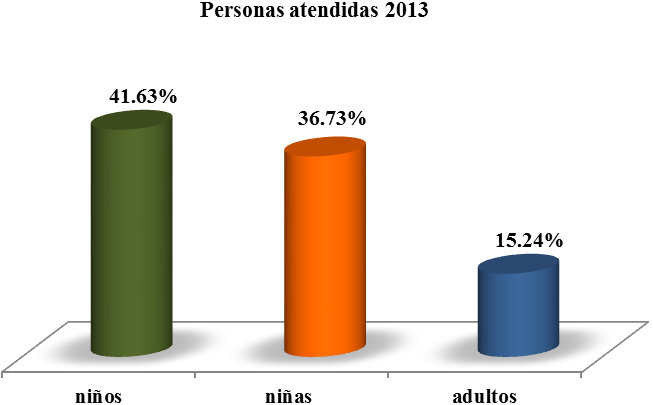 Personas atendidas 2013
41.63%
36.73%
15.24%
niños
niñas
adultos